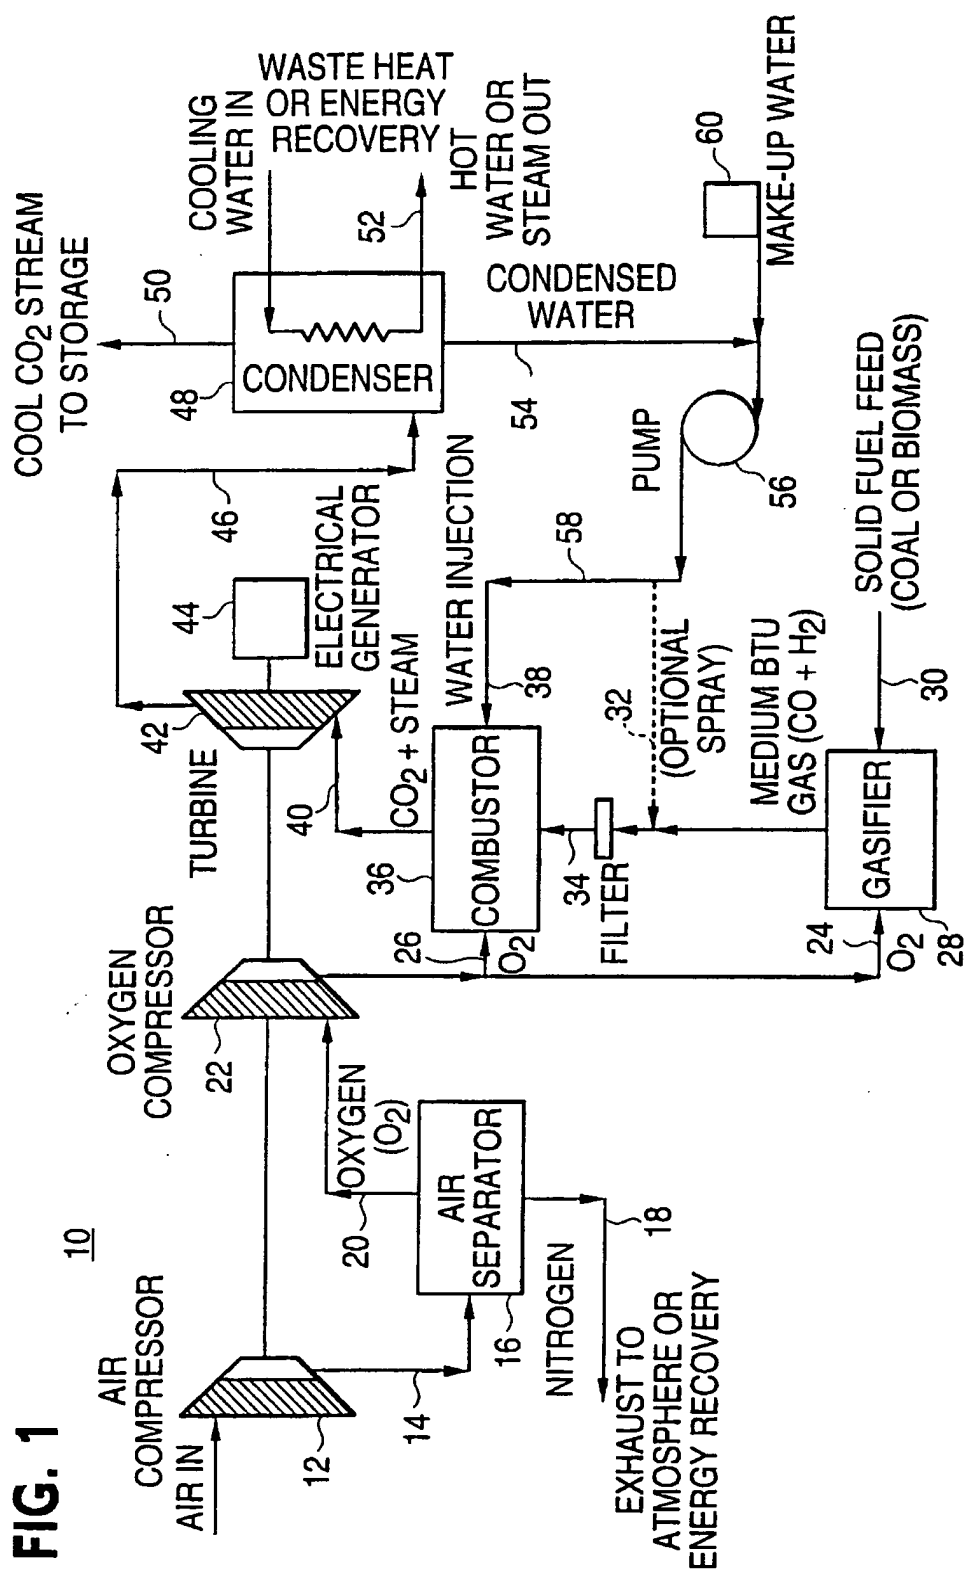 FIG. 1
10
AIR IN
AIR
COMPRESSOR
12
14
AIR
SEPARATOR
16
NITROGEN
18
EXHAUST TO
ATMOSPHERE OR
ENERGY RECOVERY
20
OXYGEN
(O2)
OXYGEN
COMPRESSOR
22
26
O2
24
O2
28
GASIFIER
30
SOLID FUEL FEED
(COAL OR BIOMASS)
MEDIUM BTU
GAS (CO + H2)
32
(OPTIONAL
SPRAY)
FILTER
34
36
COMBUSTOR
38
WATER INJECTION
40
CO2 + STEAM
TURBINE
42
44
ELECTRICAL
GENERATOR
46
48
CONDENSER
COOL CO2 STREAM
TO STORAGE
50
COOLING
WATER IN
WASTE HEAT
OR ENERGY
RECOVERY
52
HOT
WATER OR
STEAM OUT
CONDENSED
WATER
54
PUMP
56
58
60
MAKE-UP WATER